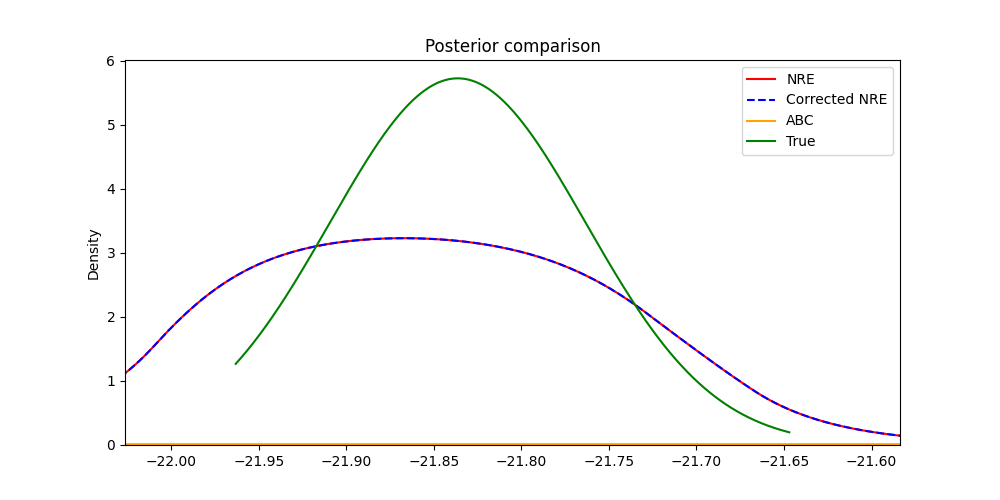 Posterior comparison
NRE
Corrected NRE
ABC
True
Density
6
5
4
3
2
1
0
−22.00 −21.95 −21.90 −21.85 −21.80 −21.75 −21.70 −21.65 −21.60